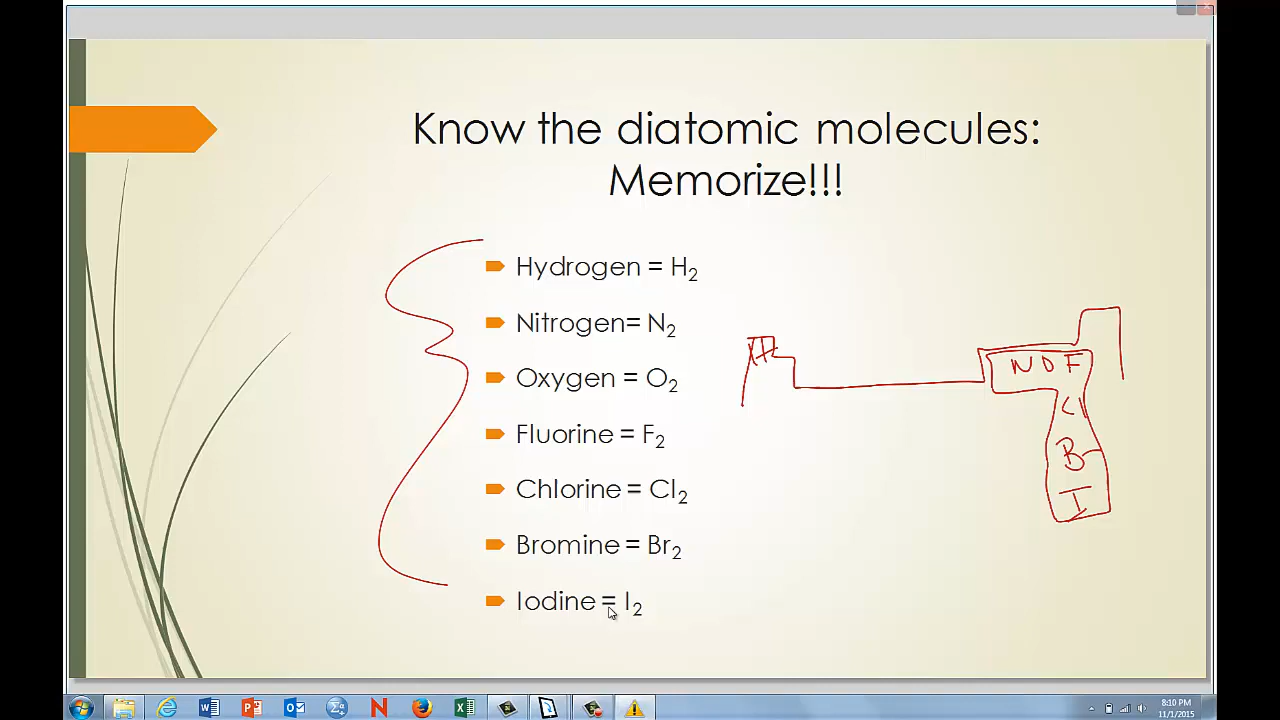 Know the diatomic molecules:
Memorize!!!
Hydrogen = H₂
Nitrogen= N₂
Oxygen = O₂
Fluorine = F₂
Chlorine = Cl₂
Bromine = Br₂
Iodine = I₂
H
N O F
Cl
Br
I
8:10 PM
11/1/2015